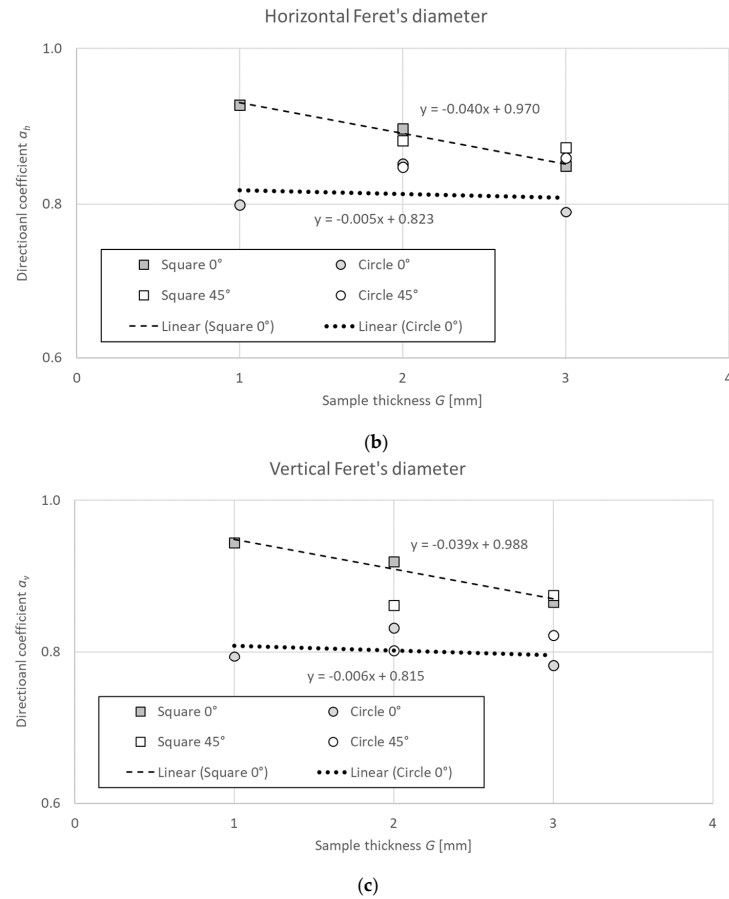 Horizontal Feret's diameter
1.0
y = -0.040x + 0.970
Directioanl coefficient ah
0.8
y = -0.005x + 0.823
Square 0° Circle 0°
Square 45° Circle 45°
Linear (Square 0°) Linear (Circle 0°)
0.6
0 1 2 3 4
Sample thickness G [mm]
(b)
Vertical Feret's diameter
1.0
y = -0.039x + 0.988
Directioanl coefficient av
0.8
y = -0.006x + 0.815
Square 0° Circle 0°
Square 45° Circle 45°
Linear (Square 0°) Linear (Circle 0°)
0.6
0 1 2 3 4
Sample thickness G [mm]
(c)